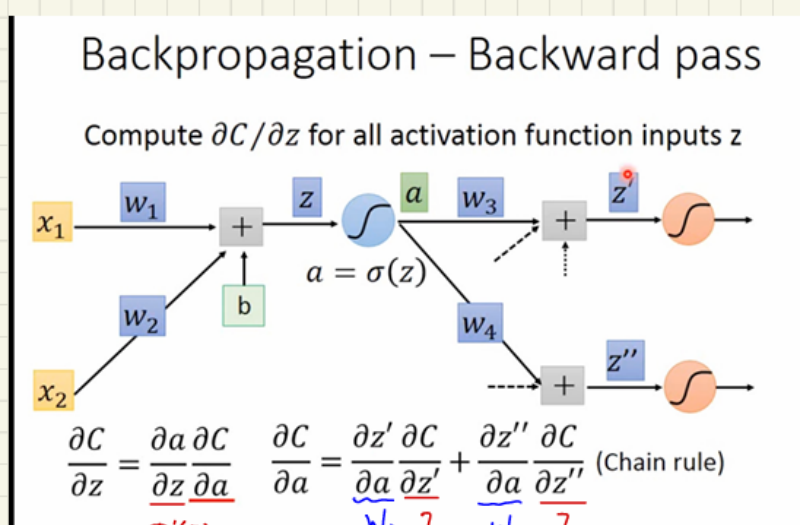 Backpropagation – Backward pass
Compute ∂C/∂z for all activation function inputs z
x₁ w₁ + z a w₃ + z′
a = σ(z)
b
w₂ w₄
x₂ + z′′
∂C/∂z = ∂a/∂z ∂C/∂a
∂C/∂a = ∂z′/∂a ∂C/∂z′ + ∂z′′/∂a ∂C/∂z′′ (Chain rule)
? ?